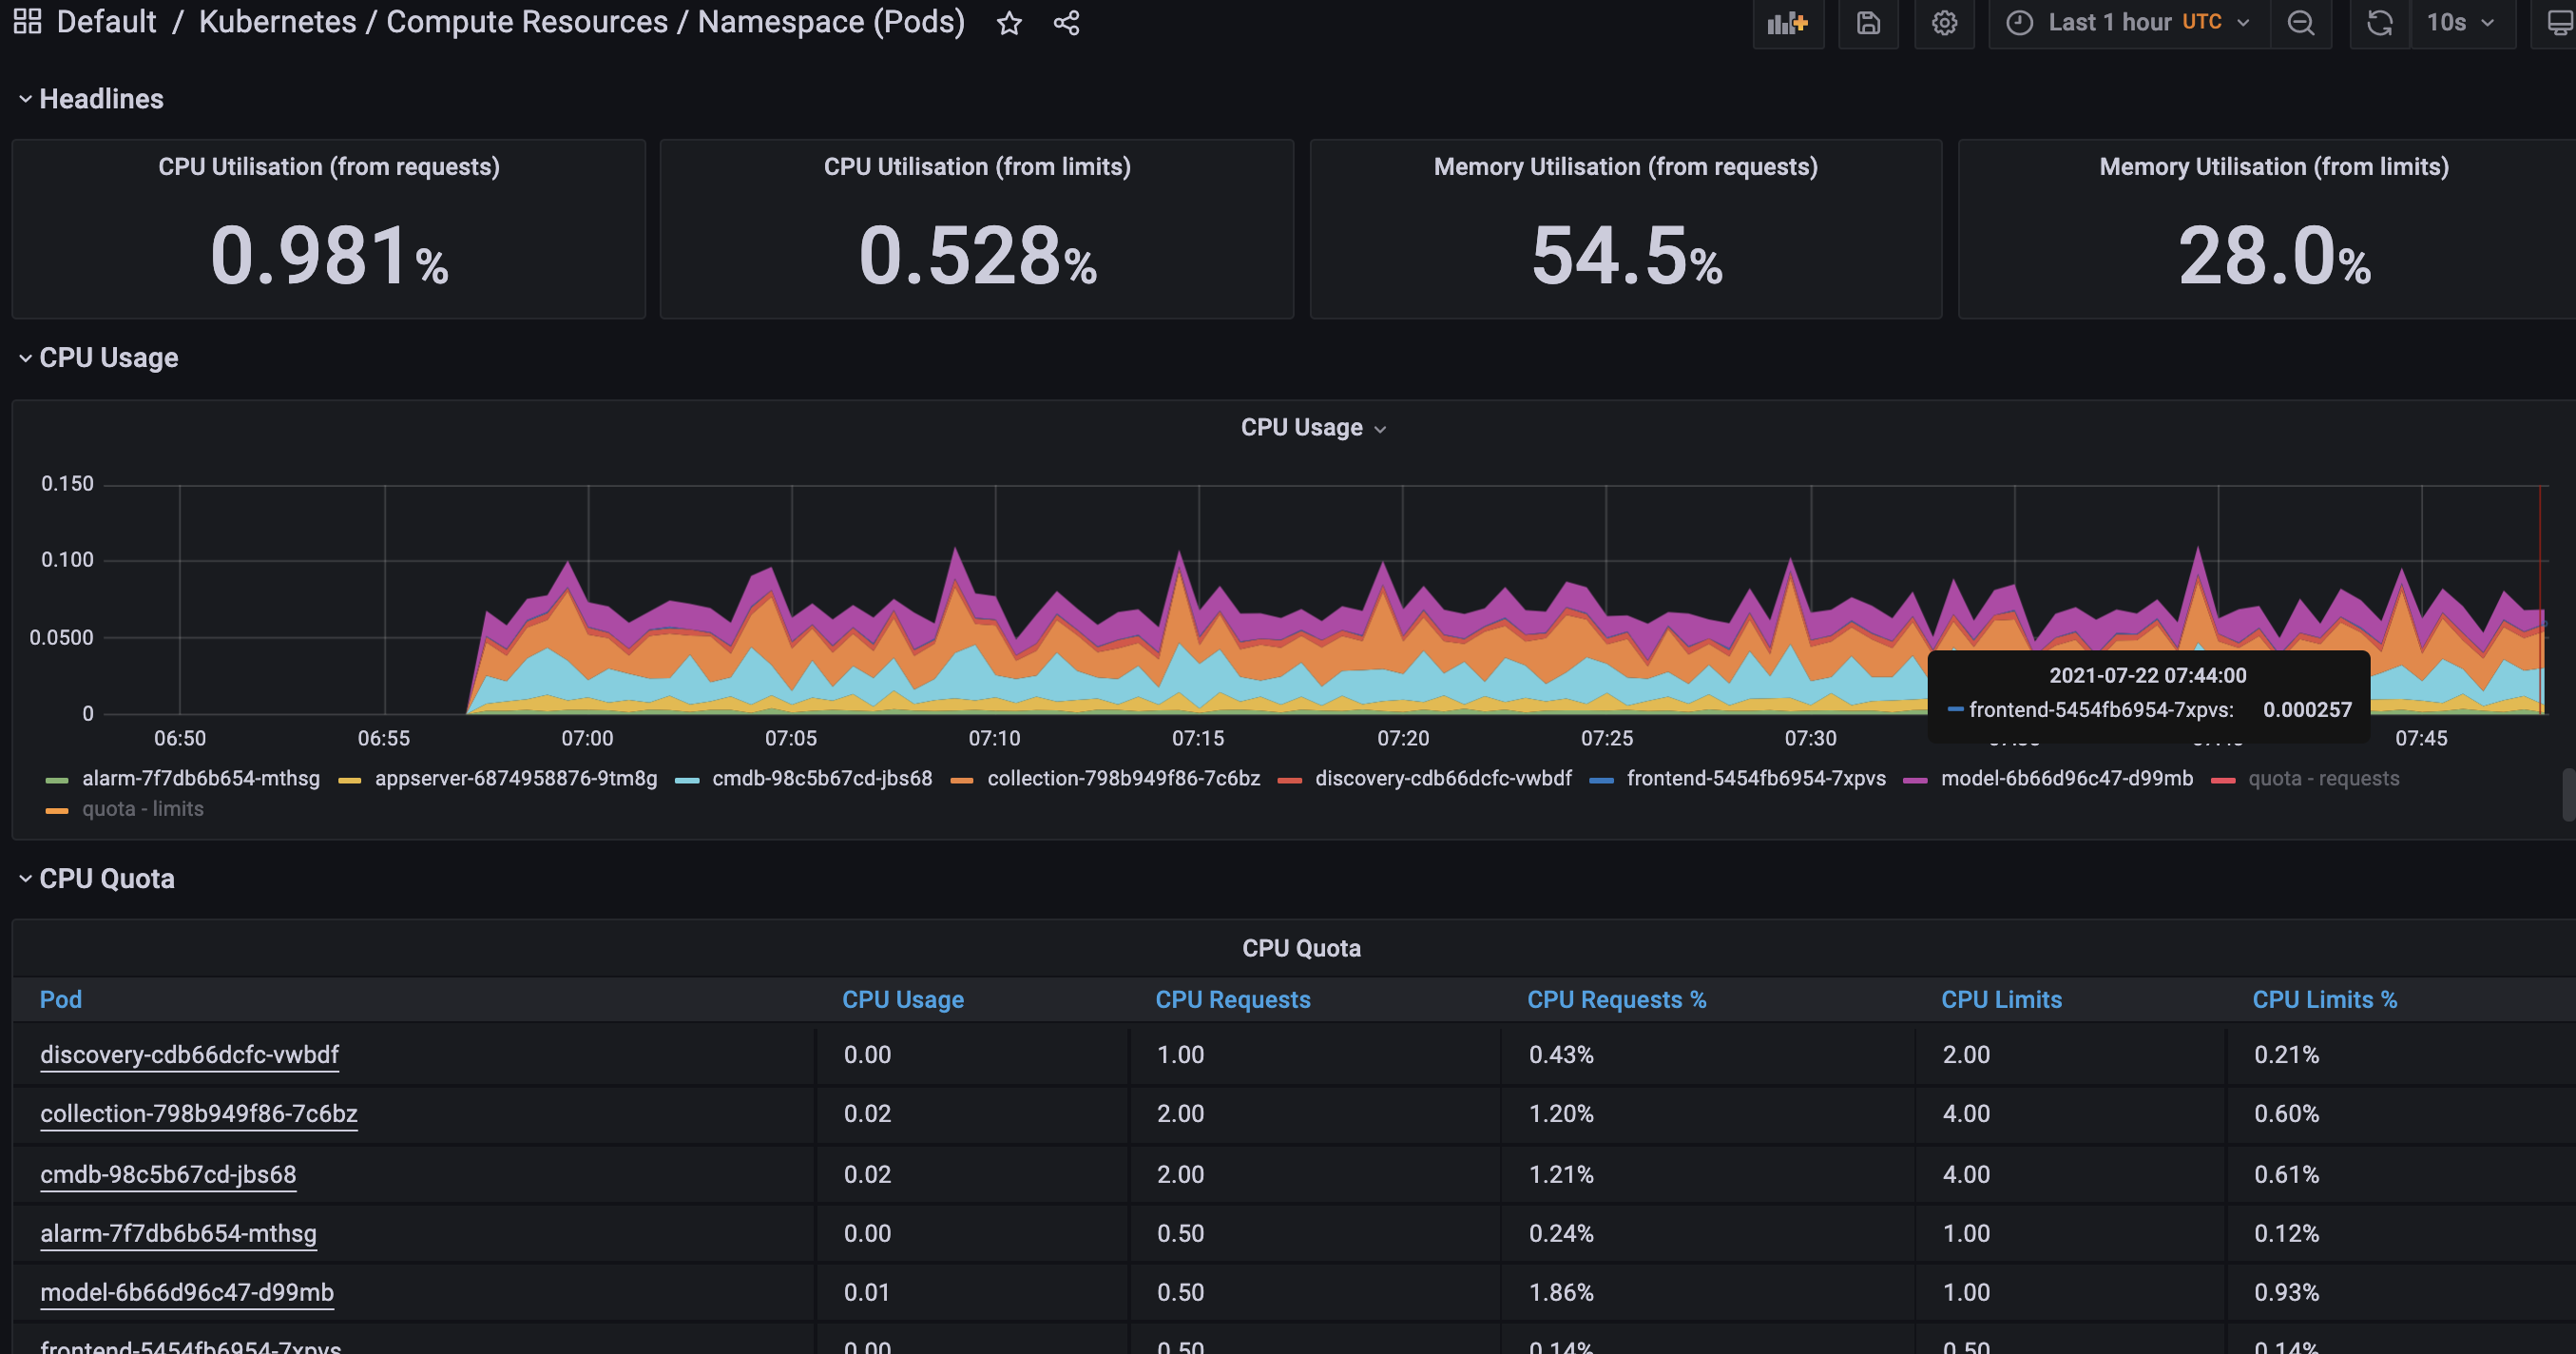 Default / Kubernetes / Compute Resources / Namespace (Pods)
Last 1 hour UTC
10s
Headlines
CPU Utilisation (from requests)
0.981%
CPU Utilisation (from limits)
0.528%
Memory Utilisation (from requests)
54.5%
Memory Utilisation (from limits)
28.0%
CPU Usage
CPU Usage
0.150
0.100
0.0500
0
06:50 06:55 07:00 07:05 07:10 07:15 07:20 07:25 07:30 07:45
2021-07-22 07:44:00
frontend-5454fb6954-7xpvs: 0.000257
alarm-7f7db6b654-mthsg appserver-6874958876-9tm8g cmdb-98c5b67cd-jbs68 collection-798b949f86-7c6bz discovery-cdb66dcfc-vwbdf frontend-5454fb6954-7xpvs model-6b66d96c47-d99mb quota - requests
quota - limits
CPU Quota
CPU Quota
Pod CPU Usage CPU Requests CPU Requests % CPU Limits CPU Limits %
discovery-cdb66dcfc-vwbdf 0.00 1.00 0.43% 2.00 0.21%
collection-798b949f86-7c6bz 0.02 2.00 1.20% 4.00 0.60%
cmdb-98c5b67cd-jbs68 0.02 2.00 1.21% 4.00 0.61%
alarm-7f7db6b654-mthsg 0.00 0.50 0.24% 1.00 0.12%
model-6b66d96c47-d99mb 0.01 0.50 1.86% 1.00 0.93%
frontend-5454fb6954-7xpvs 0.00 0.50 0.14% 0.50 0.14%